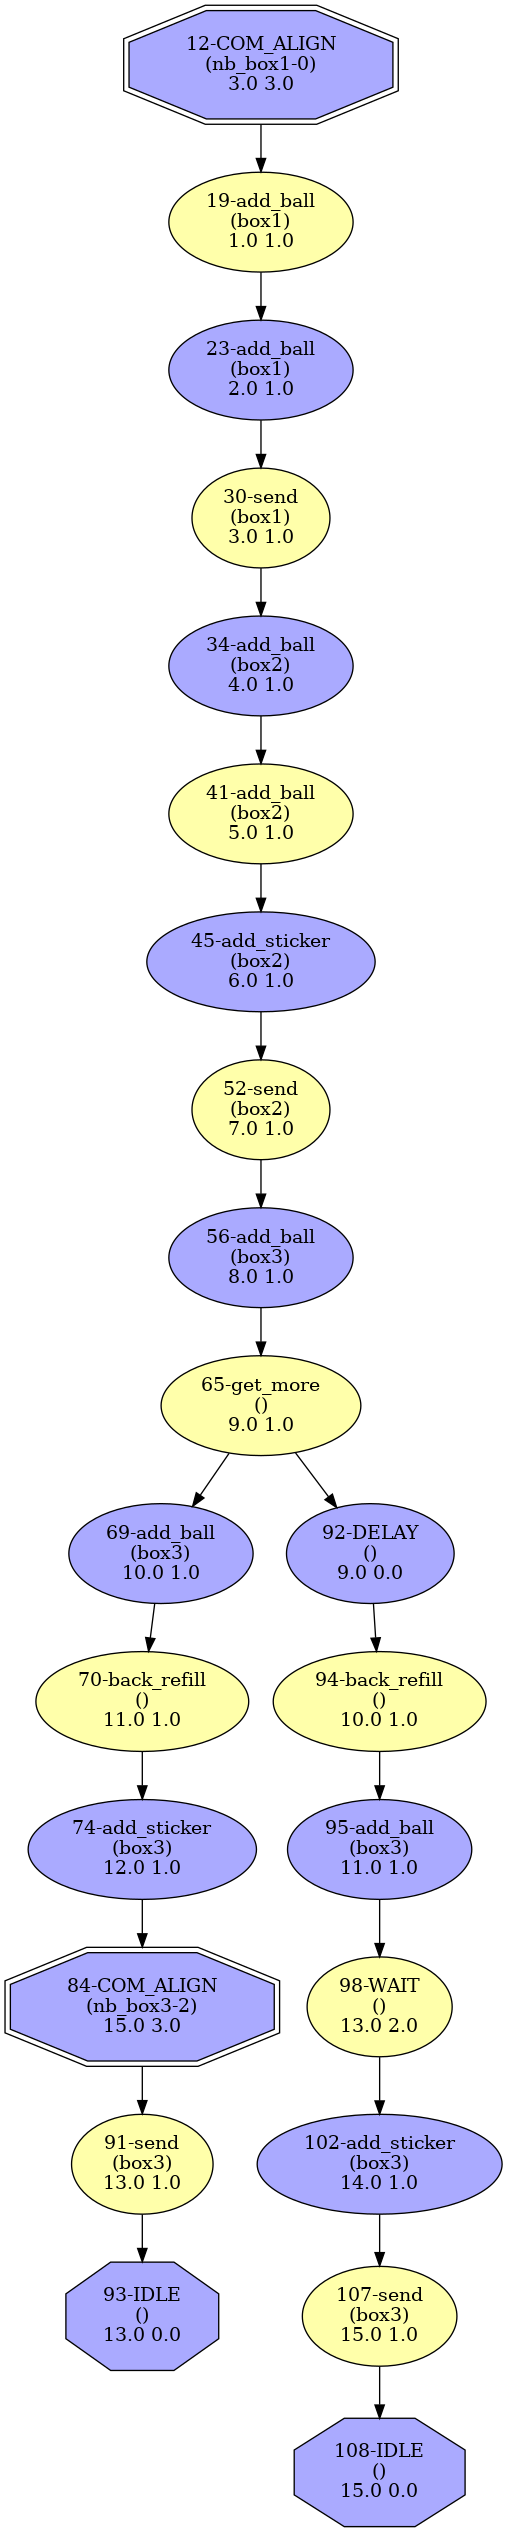 12-COM_ALIGN
(nb_box1-0)
3.0 3.0
19-add_ball
(box1)
1.0 1.0
23-add_ball
(box1)
2.0 1.0
30-send
(box1)
3.0 1.0
34-add_ball
(box2)
4.0 1.0
41-add_ball
(box2)
5.0 1.0
45-add_sticker
(box2)
6.0 1.0
52-send
(box2)
7.0 1.0
56-add_ball
(box3)
8.0 1.0
65-get_more
()
9.0 1.0
69-add_ball
(box3)
10.0 1.0
92-DELAY
()
9.0 0.0
70-back_refill
()
11.0 1.0
94-back_refill
()
10.0 1.0
74-add_sticker
(box3)
12.0 1.0
95-add_ball
(box3)
11.0 1.0
84-COM_ALIGN
(nb_box3-2)
15.0 3.0
98-WAIT
()
13.0 2.0
91-send
(box3)
13.0 1.0
102-add_sticker
(box3)
14.0 1.0
93-IDLE
()
13.0 0.0
107-send
(box3)
15.0 1.0
108-IDLE
()
15.0 0.0